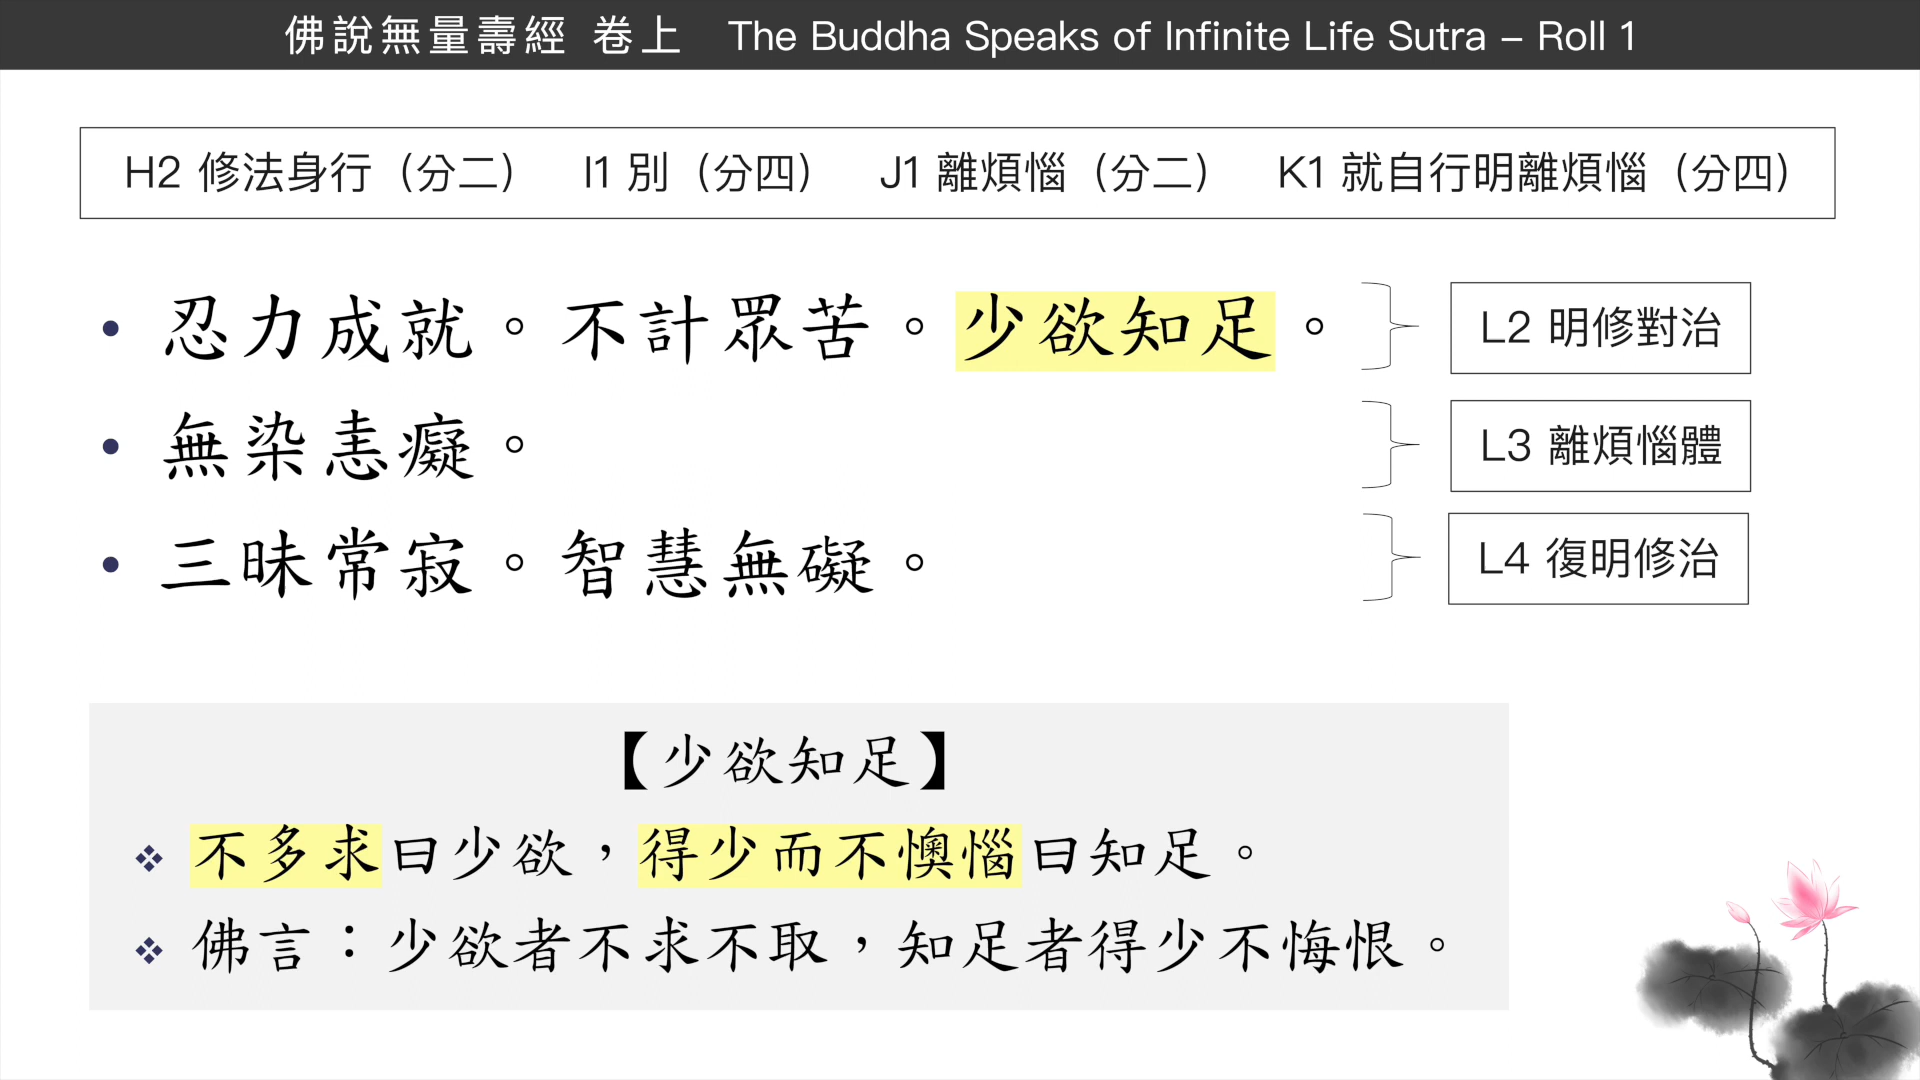 佛說無量壽經 卷上 The Buddha Speaks of Infinite Life Sutra – Roll 1
H2 修法身行（分二） I1 別（分四） J1 離煩惱（分二） K1 就自行明離煩惱（分四）
• 忍力成就。不計眾苦。少欲知足。 L2 明修對治
• 無染恚癡。 L3 離煩惱體
• 三昧常寂。智慧無礙。 L4 復明修治
【少欲知足】
❖ 不多求曰少欲，得少而不懊惱曰知足。
❖ 佛言：少欲者不求不取，知足者得少不悔恨。